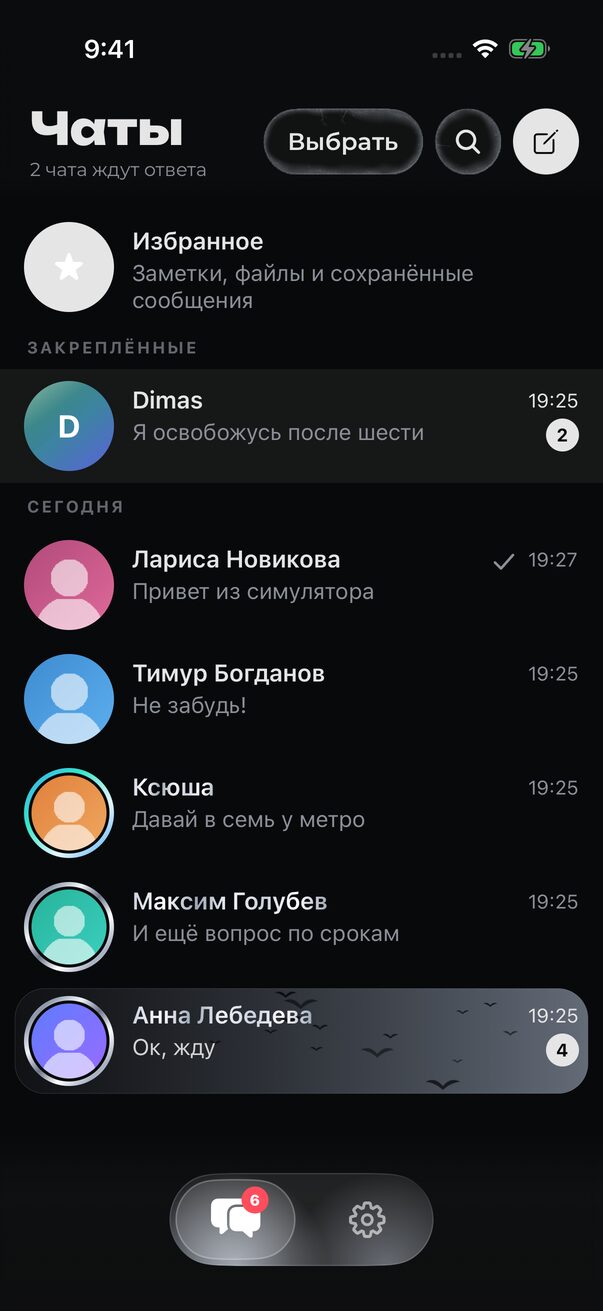 9:41
Чаты
2 чата ждут ответа
Выбрать
Избранное
Заметки, файлы и сохранённые
сообщения
ЗАКРЕПЛЁННЫЕ
D
Dimas
19:25
Я освобожусь после шести
2
СЕГОДНЯ
Лариса Новикова
19:27
Привет из симулятора
Тимур Богданов
19:25
Не забудь!
Ксюша
19:25
Давай в семь у метро
Максим Голубев
19:25
И ещё вопрос по срокам
Анна Лебедева
19:25
Ок, жду
4
6